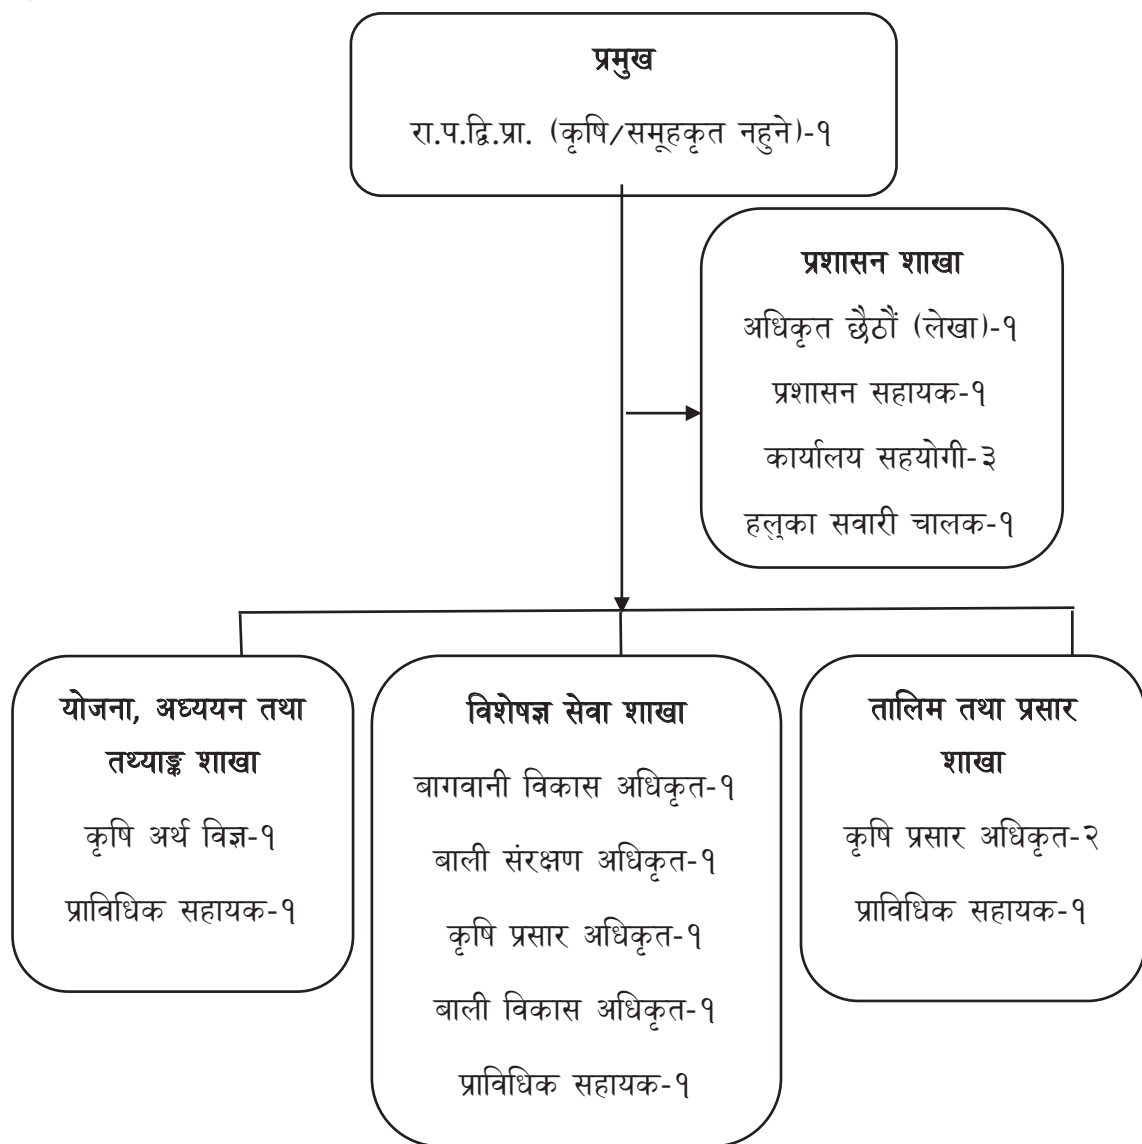 प्रमुख
रा.प.द्वि.प्रा. (कृषि/समूहकृत नहुने)-१
प्रशासन शाखा
अधिकृत छैठौं (लेखा)-१
प्रशासन सहायक-१
कार्यालय सहयोगी-३
हलुका सवारी चालक-१
योजना, अध्ययन तथा
तथ्याङ्क शाखा
कृषि अर्थ विज्ञ-१
प्राविधिक सहायक-१
विशेषज्ञ सेवा शाखा
बागवानी विकास अधिकृत-१
बाली संरक्षण अधिकृत-१
कृषि प्रसार अधिकृत-१
बाली विकास अधिकृत-१
प्राविधिक सहायक-१
तालिम तथा प्रसार
शाखा
कृषि प्रसार अधिकृत-२
प्राविधिक सहायक-१